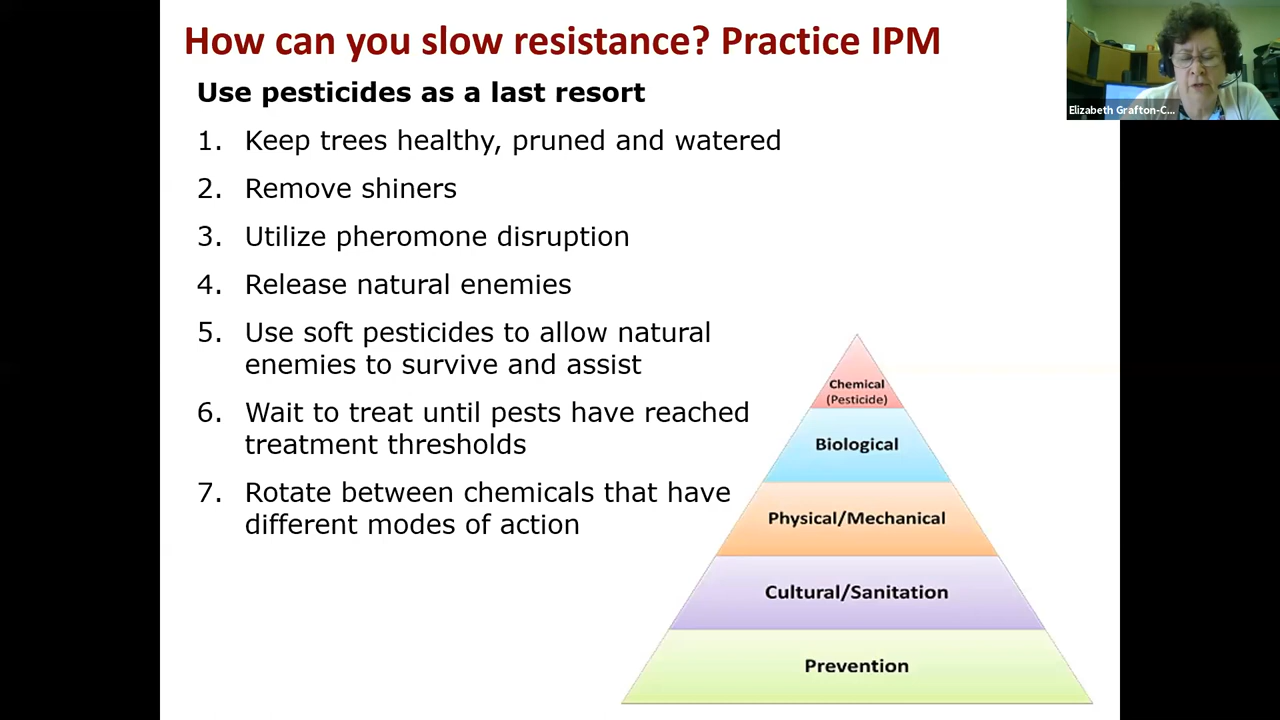 How can you slow resistance? Practice IPM
Use pesticides as a last resort
1. Keep trees healthy, pruned and watered
2. Remove shiners
3. Utilize pheromone disruption
4. Release natural enemies
5. Use soft pesticides to allow natural
enemies to survive and assist
6. Wait to treat until pests have reached
treatment thresholds
7. Rotate between chemicals that have
different modes of action
Chemical
(Pesticide)
Biological
Physical/Mechanical
Cultural/Sanitation
Prevention
Elizabeth Grafton-C...